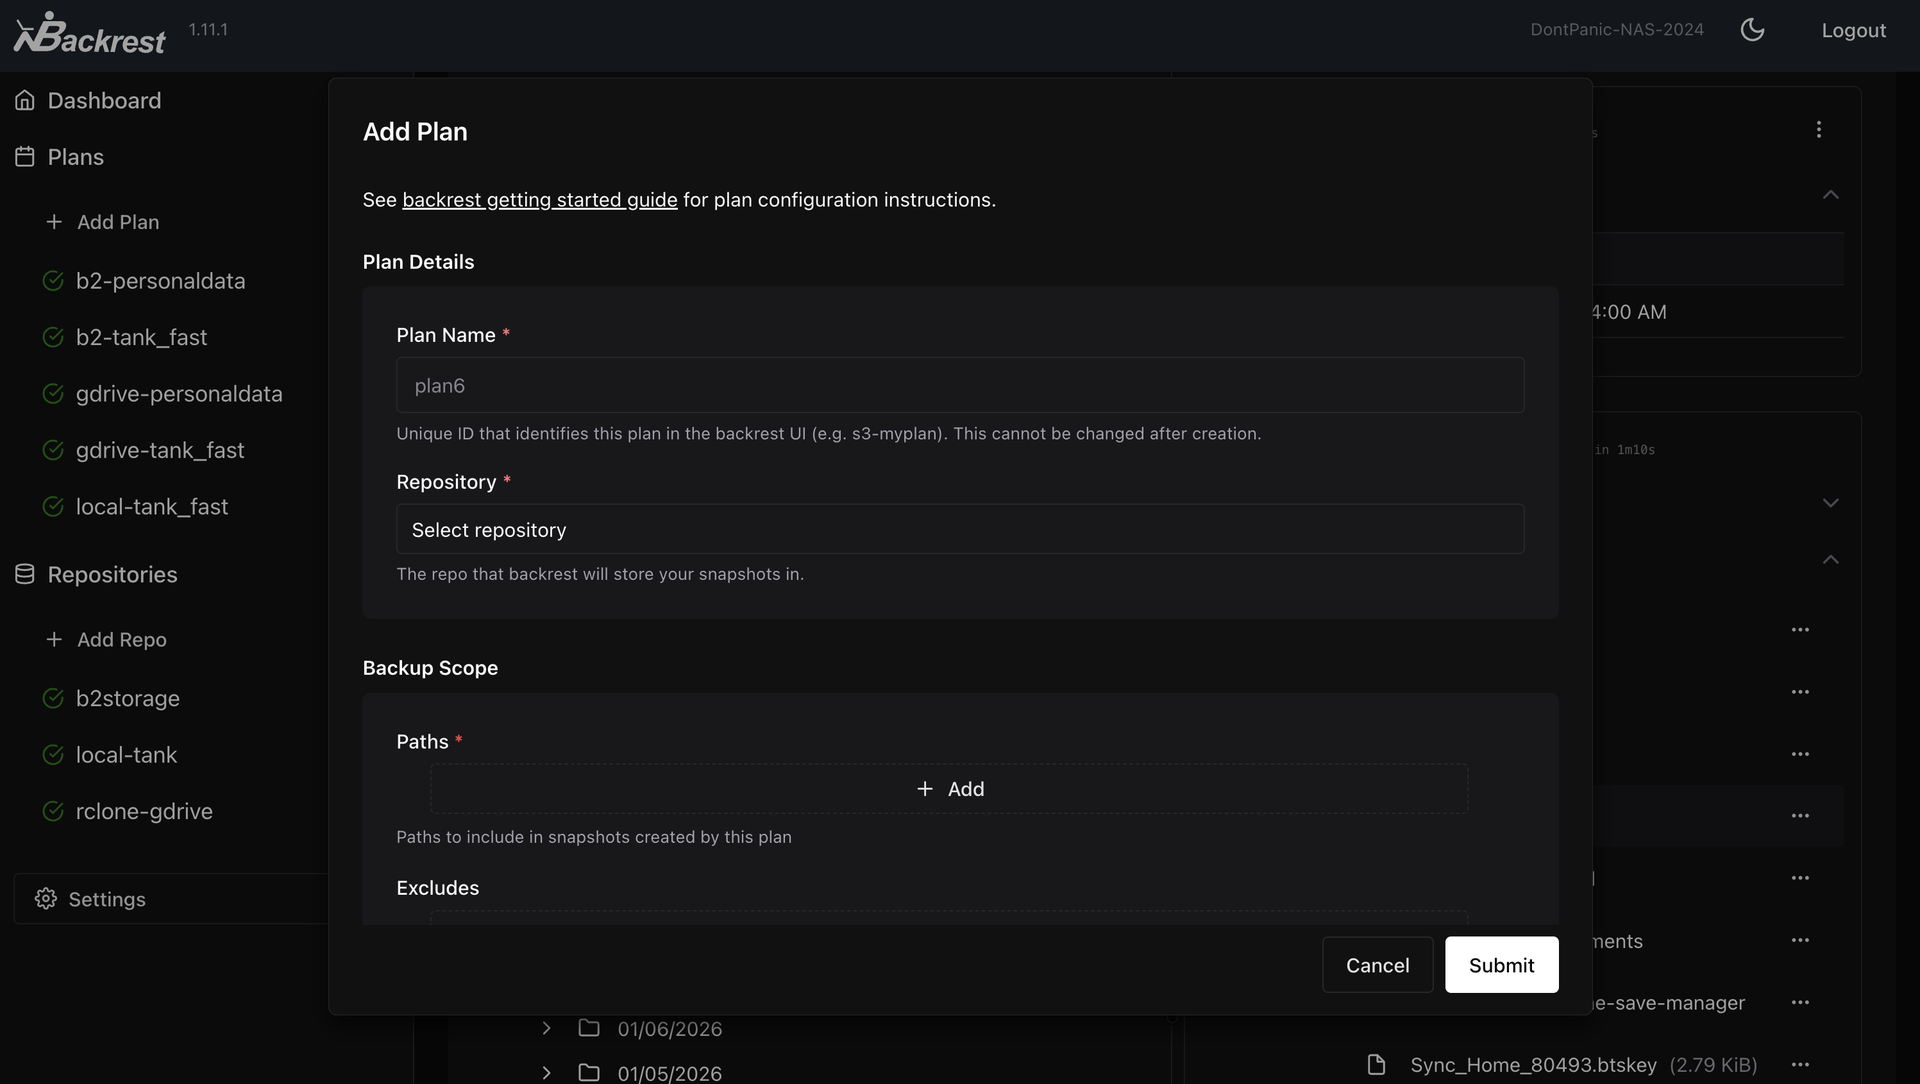 Backrest
1.11.1
DontPanic-NAS-2024
Logout
Dashboard
Plans
Add Plan
b2-personaldata
b2-tank_fast
gdrive-personaldata
gdrive-tank_fast
local-tank_fast
Repositories
Add Repo
b2storage
local-tank
rclone-gdrive
Settings
Add Plan
See backrest getting started guide for plan configuration instructions.
Plan Details
Plan Name *
plan6
Unique ID that identifies this plan in the backrest UI (e.g. s3-myplan). This cannot be changed after creation.
Repository *
Select repository
The repo that backrest will store your snapshots in.
Backup Scope
Paths *
+ Add
Paths to include in snapshots created by this plan
Excludes
Cancel
Submit
4:00 AM
in 1m10s
ments
e-save-manager
01/06/2026
01/05/2026
Sync_Home_80493.btskey (2.79 KiB)